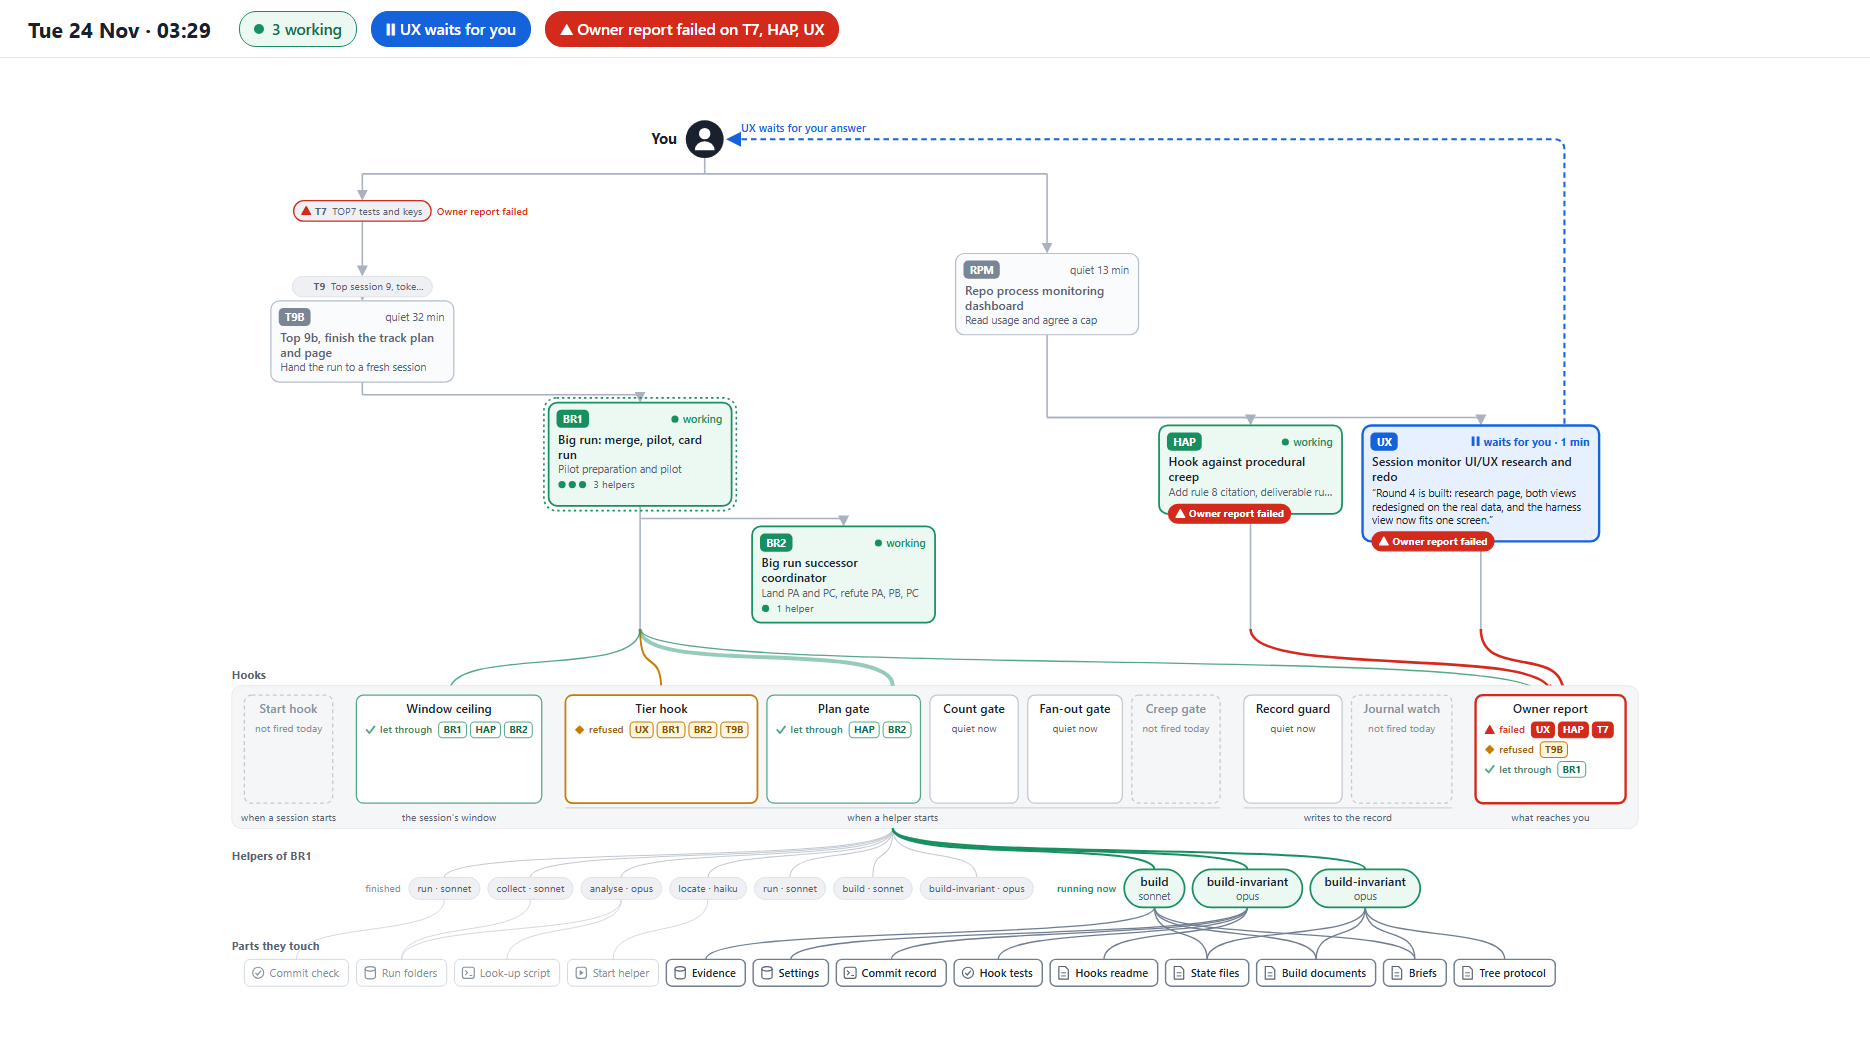 Tue 24 Nov · 03:29
3 working
UX waits for you
Owner report failed on T7, HAP, UX
You
UX waits for your answer
T7 TOP7 tests and keys
Owner report failed
T9 Top session 9, toke...
T9B quiet 32 min
Top 9b, finish the track plan
and page
Hand the run to a fresh session
RPM quiet 13 min
Repo process monitoring
dashboard
Read usage and agree a cap
BR1 working
Big run: merge, pilot, card
run
Pilot preparation and pilot
3 helpers
HAP working
Hook against procedural
creep
Add rule 8 citation, deliverable ru...
Owner report failed
UX waits for you · 1 min
Session monitor UI/UX research and
redo
“Round 4 is built: research page, both views
redesigned on the real data, and the harness
view now fits one screen.”
Owner report failed
BR2 working
Big run successor
coordinator
Land PA and PC, refute PA, PB, PC
1 helper
Hooks
Start hook
not fired today
Window ceiling
let through BR1 HAP BR2
Tier hook
refused UX BR1 BR2 T9B
Plan gate
let through HAP BR2
Count gate
quiet now
Fan-out gate
quiet now
Creep gate
not fired today
Record guard
quiet now
Journal watch
not fired today
Owner report
failed UX HAP T7
refused T9B
let through BR1
when a session starts
the session's window
when a helper starts
writes to the record
what reaches you
Helpers of BR1
finished
run · sonnet
collect · sonnet
analyse · opus
locate · haiku
run · sonnet
build · sonnet
build-invariant · opus
running now
build
sonnet
build-invariant
opus
build-invariant
opus
Parts they touch
Commit check
Run folders
Look-up script
Start helper
Evidence
Settings
Commit record
Hook tests
Hooks readme
State files
Build documents
Briefs
Tree protocol